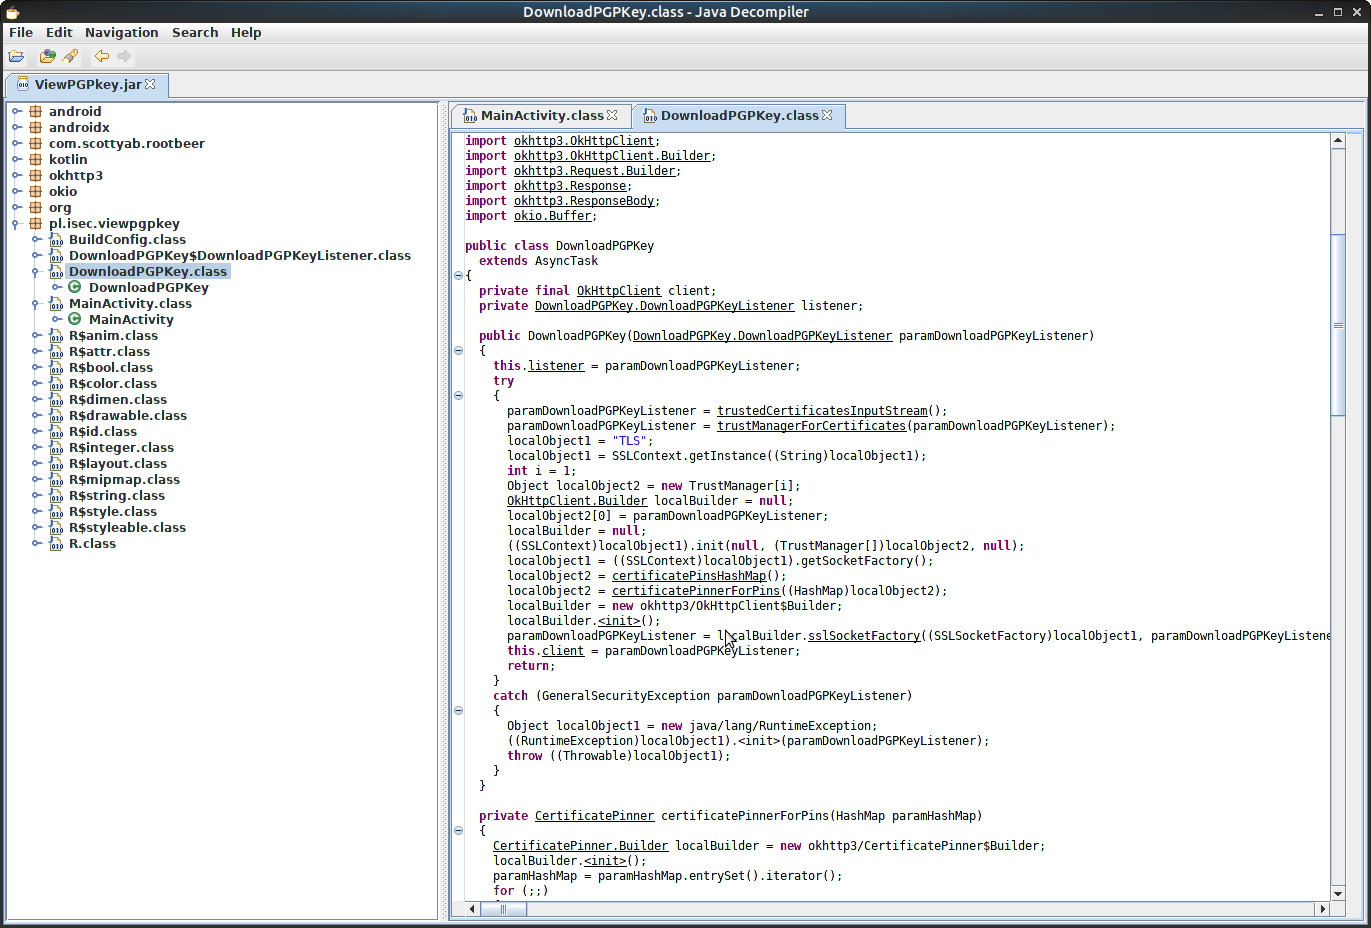 DownloadPGPKey.class - Java Decompiler
File Edit Navigation Search Help
ViewPGPkey.jar
android
androidx
com.scottyab.rootbeer
kotlin
okhttp3
okio
org
pl.isec.viewpgpkey
BuildConfig.class
DownloadPGPKey$DownloadPGPKeyListener.class
DownloadPGPKey.class
DownloadPGPKey
MainActivity.class
MainActivity
R$anim.class
R$attr.class
R$bool.class
R$color.class
R$dimen.class
R$drawable.class
R$id.class
R$integer.class
R$layout.class
R$mipmap.class
R$string.class
R$style.class
R$styleable.class
R.class
MainActivity.class DownloadPGPKey.class
import okhttp3.OkHttpClient;
import okhttp3.OkHttpClient.Builder;
import okhttp3.Request.Builder;
import okhttp3.Response;
import okhttp3.ResponseBody;
import okio.Buffer;
public class DownloadPGPKey
extends AsyncTask
{
private final OkHttpClient client;
private DownloadPGPKey.DownloadPGPKeyListener listener;
public DownloadPGPKey(DownloadPGPKey.DownloadPGPKeyListener paramDownloadPGPKeyListener)
{
this.listener = paramDownloadPGPKeyListener;
try
{
paramDownloadPGPKeyListener = trustedCertificatesInputStream();
paramDownloadPGPKeyListener = trustManagerForCertificates(paramDownloadPGPKeyListener);
localObject1 = "TLS";
localObject1 = SSLContext.getInstance((String)localObject1);
int i = 1;
Object localObject2 = new TrustManager[i];
OkHttpClient.Builder localBuilder = null;
localObject2[0] = paramDownloadPGPKeyListener;
localBuilder = null;
((SSLContext)localObject1).init(null, (TrustManager[])localObject2, null);
localObject1 = ((SSLContext)localObject1).getSocketFactory();
localObject2 = certificatePinsHashMap();
localObject2 = certificatePinnerForPins((HashMap)localObject2);
localBuilder = new okhttp3/OkHttpClient$Builder;
localBuilder.<init>();
paramDownloadPGPKeyListener = localBuilder.sslSocketFactory((SSLSocketFactory)localObject1, paramDownloadPGPKeyListene
this.client = paramDownloadPGPKeyListener;
return;
}
catch (GeneralSecurityException paramDownloadPGPKeyListener)
{
Object localObject1 = new java/lang/RuntimeException;
((RuntimeException)localObject1).<init>(paramDownloadPGPKeyListener);
throw ((Throwable)localObject1);
}
}
private CertificatePinner certificatePinnerForPins(HashMap paramHashMap)
{
CertificatePinner.Builder localBuilder = new okhttp3/CertificatePinner$Builder;
localBuilder.<init>();
paramHashMap = paramHashMap.entrySet().iterator();
for (;;)